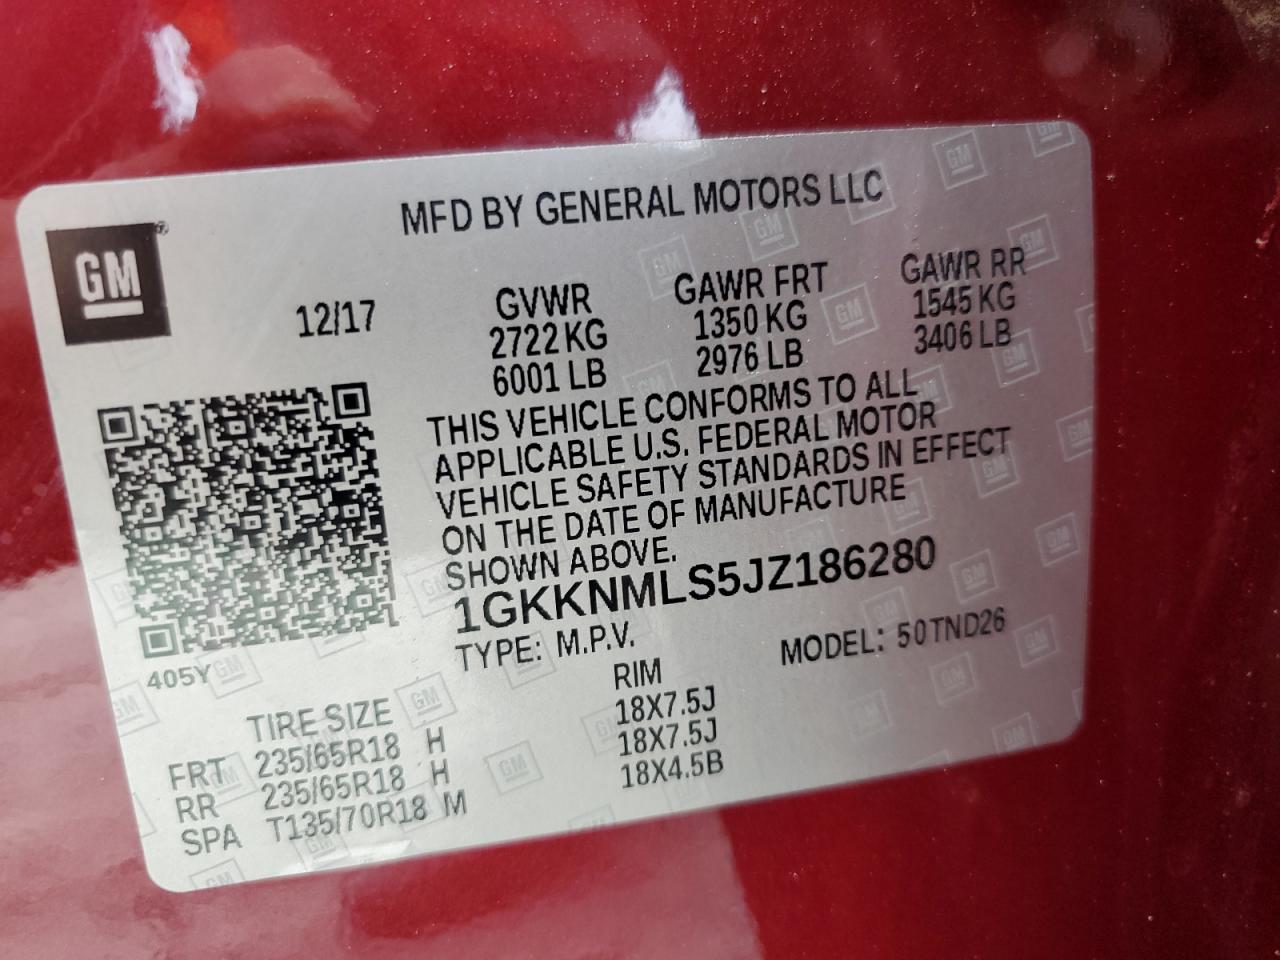 MFD BY GENERAL MOTORS LLC
GM
12/17
GVWR GAWR FRT GAWR RR
2722 KG 1350 KG 1545 KG
6001 LB 2976 LB 3406 LB
THIS VEHICLE CONFORMS TO ALL
APPLICABLE U.S. FEDERAL MOTOR
VEHICLE SAFETY STANDARDS IN EFFECT
ON THE DATE OF MANUFACTURE
SHOWN ABOVE.
1GKKNMLS5JZ186280
TYPE: M.P.V. MODEL: 50TND26
405Y
TIRE SIZE RIM
FRT 235/65R18 H 18X7.5J
RR 235/65R18 H 18X7.5J
SPA T135/70R18 M 18X4.5B